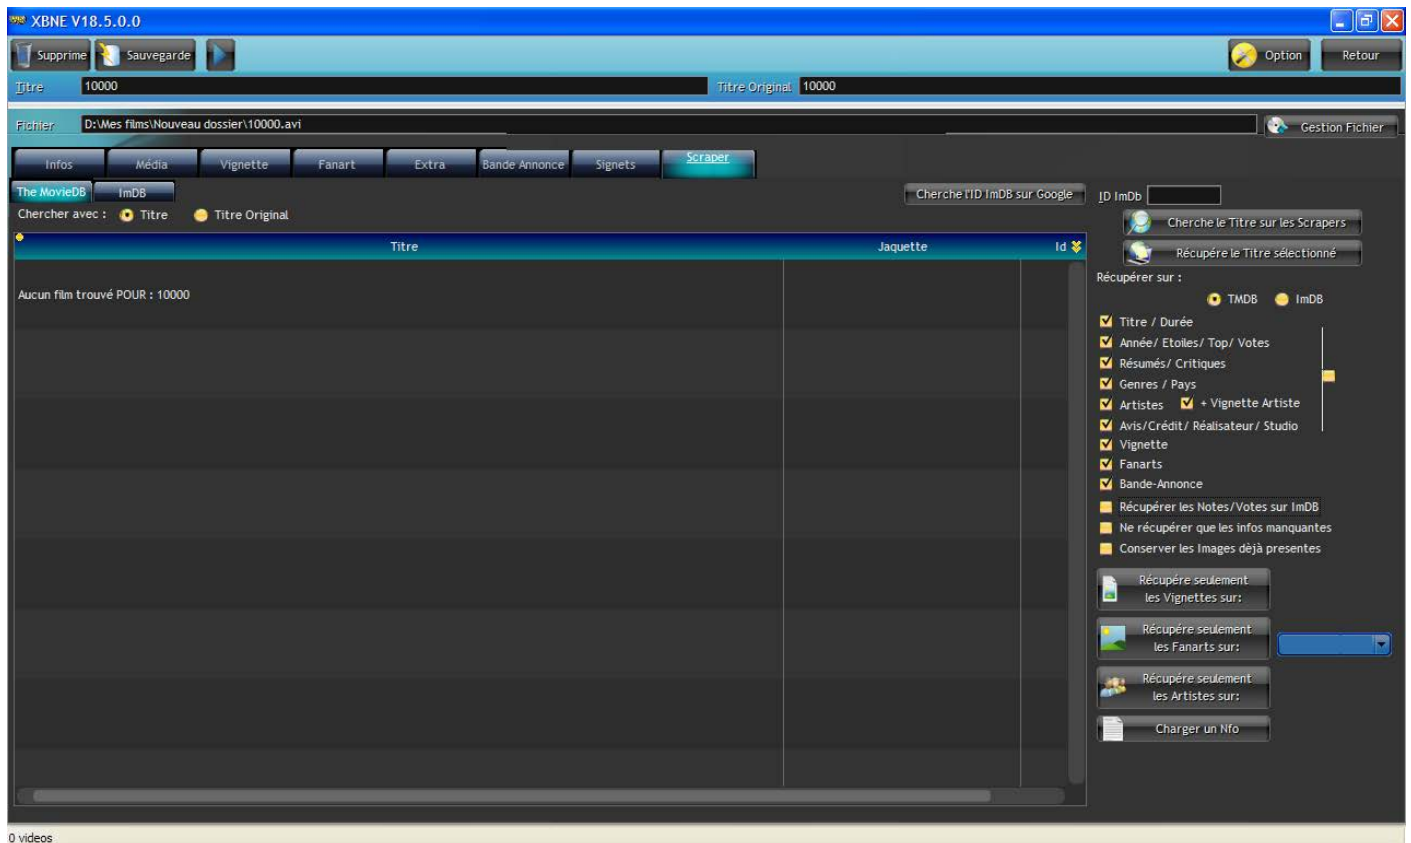 XBNE V18.5.0.0
Supprime Sauvegarde Option Retour
Titre 10000 Titre Original 10000
Fichier D:\Mes films\Nouveau dossier\10000.avi Gestion Fichier
Infos Média Vignette Fanart Extra Bande Annonce Signets Scraper
The MovieDB ImDB Cherche l'ID ImDB sur Google ID ImDb
Chercher avec : Titre Titre Original Cherche le Titre sur les Scrapers
Titre Jaquette Id Récupére le Titre sélectionné
Récupérer sur :
Aucun film trouvé POUR : 10000 TMDB ImDB
Titre / Durée
Année/ Etoiles/ Top/ Votes
Résumés/ Critiques
Genres / Pays
Artistes + Vignette Artiste
Avis/Crédit/ Réalisateur/ Studio
Vignette
Fanarts
Bande-Annonce
Récupérer les Notes/Votes sur ImDB
Ne récupérer que les infos manquantes
Conserver les Images dèjà presentes
Récupére seulement
les Vignettes sur:
Récupére seulement
les Fanarts sur:
Récupére seulement
les Artistes sur:
Charger un Nfo
0 videos